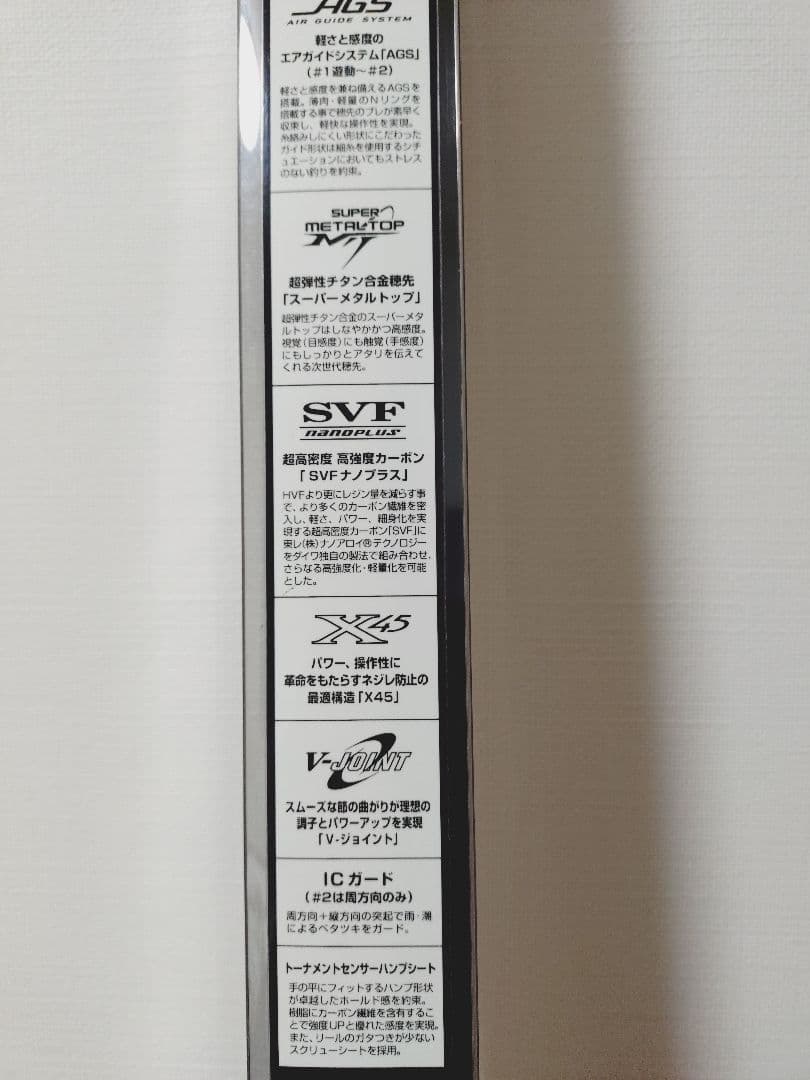 AGS
AIR GUIDE SYSTEM
軽さと感度の
エアガイドシステム「AGS」
(#1遊動～#2)
軽さと感度を兼ね備えるAGSを
搭載。薄肉・軽量のNリングを
搭載する事で穂先のブレが素早く
収束し、軽快な操作性を実現。
糸絡みしにくい形状にこだわった
ガイド形状は細糸を使用するシチ
ュエーションにおいてもストレス
のない釣りを約束。
SUPER
METAL TOP
MT
超弾性チタン合金穂先
「スーパーメタルトップ」
超弾性チタン合金のスーパーメタ
ルトップはしなやかかつ高感度。
視覚(目感度)にも触覚(手感度)
にもしっかりとアタリを伝えて
くれる次世代穂先。
SVF
nanoplus
超高密度 高強度カーボン
「SVFナノプラス」
HVFより更にレジン量を減らす事
で、より多くのカーボン繊維を密
入し、軽さ、パワー、細身化を実
現する超高密度カーボン「SVF」に
東レ(株)ナノアロイ®テクノロジー
をダイワ独自の製法で組み合わせ、
さらなる高強度化・軽量化を可能
とした。
X45
パワー、操作性に
革命をもたらすネジレ防止の
最適構造「X45」
V-JOINT
スムーズな節の曲がりが理想の
調子とパワーアップを実現
「V-ジョイント」
ICガード
(#2は周方向のみ)
周方向+縦方向の突起で雨・潮
によるベタツキをガード。
トーナメントセンサーハンプシート
手の平にフィットするハンプ形状
が卓越したホールド感を約束。
樹脂にカーボン繊維を含有するこ
とで強度UPと優れた感度を実現。
また、リールのガタつきが少ない
スクリューシートを採用。